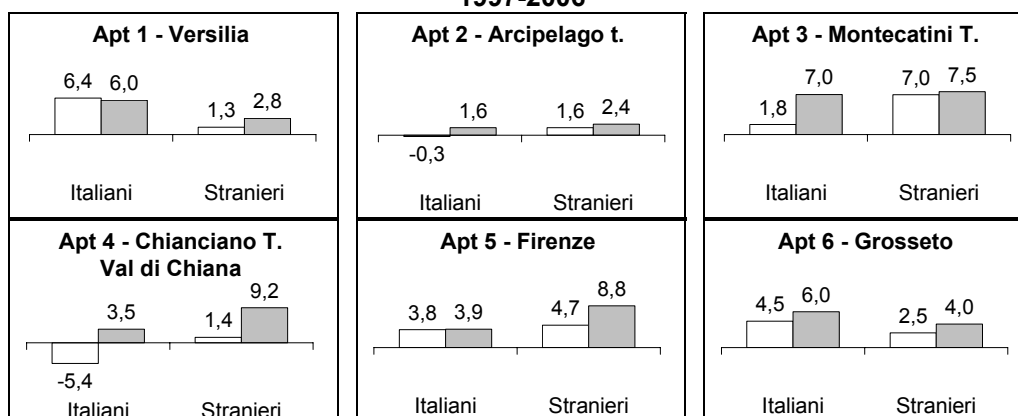 1997-2006
Apt 1 - Versilia
6,4 6,0
1,3 2,8
Italiani Stranieri
Apt 2 - Arcipelago t.
-0,3
1,6
1,6 2,4
Italiani Stranieri
Apt 3 - Montecatini T.
1,8
7,0
7,0 7,5
Italiani Stranieri
Apt 4 - Chianciano T.
Val di Chiana
-5,4
3,5
1,4
9,2
Italiani Stranieri
Apt 5 - Firenze
3,8 3,9
4,7
8,8
Italiani Stranieri
Apt 6 - Grosseto
4,5 6,0
2,5 4,0
Italiani Stranieri